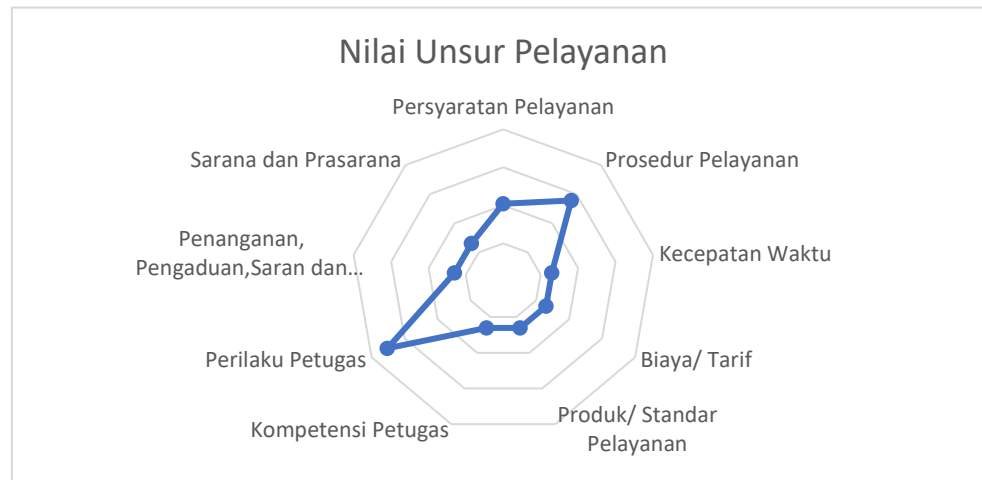 Nilai Unsur Pelayanan
Persyaratan Pelayanan
Prosedur Pelayanan
Kecepatan Waktu
Biaya/ Tarif
Produk/ Standar
Pelayanan
Kompetensi Petugas
Perilaku Petugas
Penanganan,
Pengaduan,Saran dan…
Sarana dan Prasarana